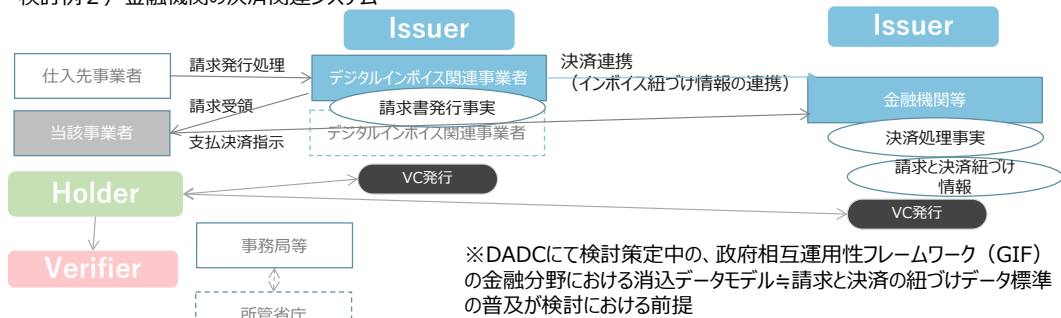 検討例２）金融機関の決済関連システム
Issuer
Issuer
仕入先事業者
請求発行処理
デジタルインボイス関連事業者
決済連携
（インボイス紐づけ情報の連携）
請求書発行事実
金融機関等
請求受領
当該事業者
デジタルインボイス関連事業者
支払決済指示
決済処理事実
請求と決済紐づけ
情報
VC発行
Holder
VC発行
事務局等
Verifier
所管省庁
※DADCにて検討策定中の、政府相互運用性フレームワーク（GIF）
の金融分野における消込データモデル≒請求と決済の紐づけデータ標準
の普及が検討における前提